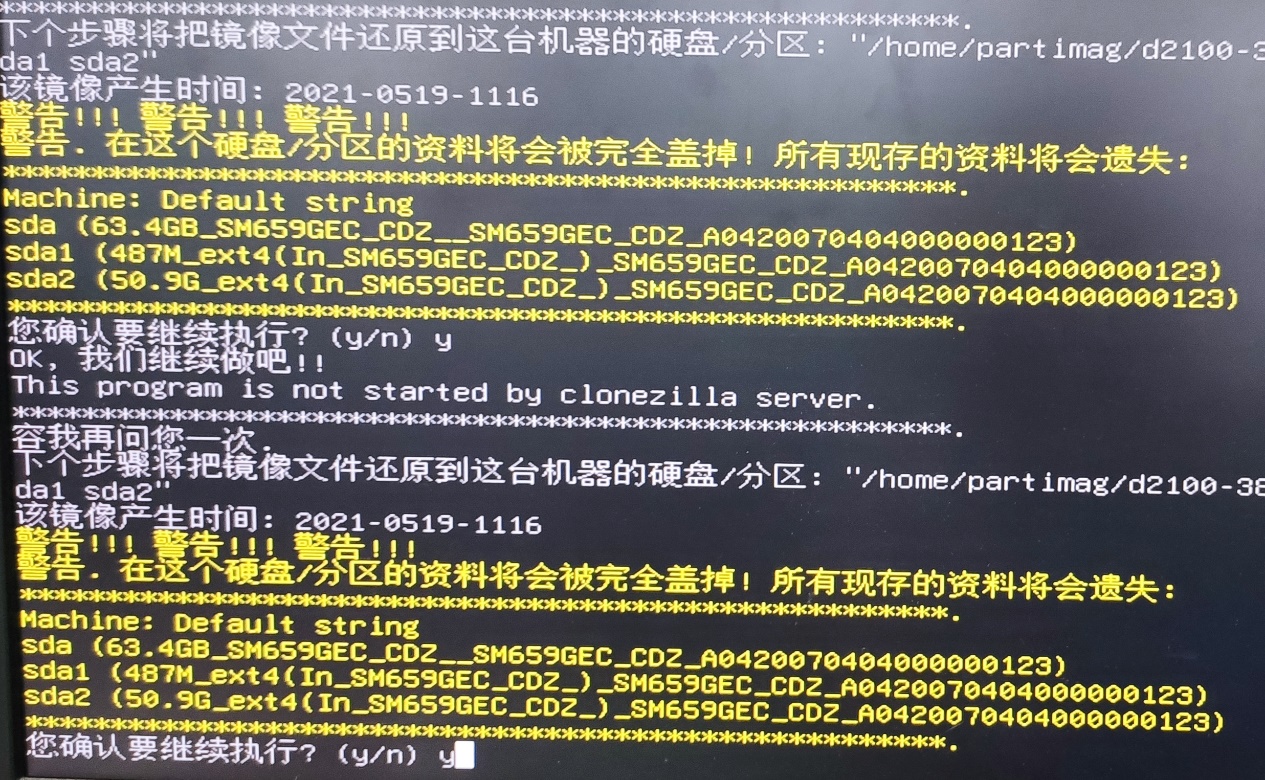 ******************************************************.
下个步骤将把镜像文件还原到这台机器的硬盘/分区: "/home/partimag/d2100-3
da1 sda2"
该镜像产生时间: 2021-0519-1116
警告!!! 警告!!! 警告!!!
警告. 在这个硬盘/分区的资料将会被完全盖掉! 所有现存的资料将会遗失:
******************************************************.
Machine: Default string
sda (63.4GB_SM659GEC_CDZ__SM659GEC_CDZ_A04200704040000000123)
sda1 (487M_ext4(In_SM659GEC_CDZ_)_SM659GEC_CDZ_A04200704040000000123)
sda2 (50.9G_ext4(In_SM659GEC_CDZ_)_SM659GEC_CDZ_A04200704040000000123)
******************************************************.
您确认要继续执行? (y/n) y
OK, 我们继续做吧!!
This program is not started by clonezilla server.
******************************************************.
容我再问您一次.
下个步骤将把镜像文件还原到这台机器的硬盘/分区: "/home/partimag/d2100-38
da1 sda2"
该镜像产生时间: 2021-0519-1116
警告!!! 警告!!! 警告!!!
警告. 在这个硬盘/分区的资料将会被完全盖掉! 所有现存的资料将会遗失:
******************************************************.
Machine: Default string
sda (63.4GB_SM659GEC_CDZ__SM659GEC_CDZ_A04200704040000000123)
sda1 (487M_ext4(In_SM659GEC_CDZ_)_SM659GEC_CDZ_A04200704040000000123)
sda2 (50.9G_ext4(In_SM659GEC_CDZ_)_SM659GEC_CDZ_A04200704040000000123)
******************************************************.
您确认要继续执行? (y/n) y